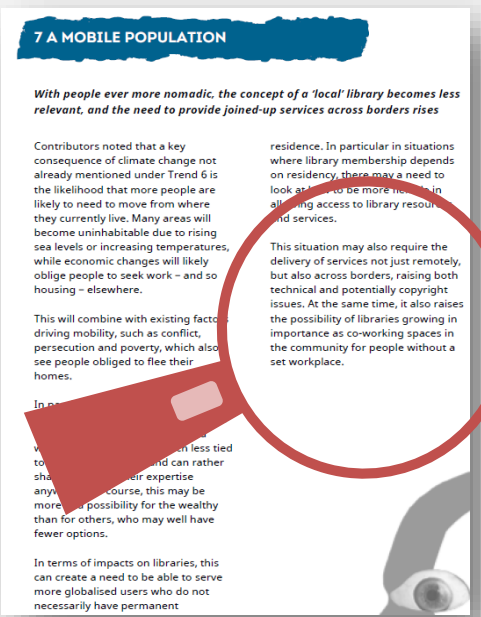 7 A MOBILE POPULATION
With people ever more nomadic, the concept of a ‘local’ library becomes less
relevant, and the need to provide joined-up services across borders rises
Contributors noted that a key
consequence of climate change not
already mentioned under Trend 6 is
the likelihood that more people are
likely to need to move from where
they currently live. Many areas will
become uninhabitable due to rising
sea levels or increasing temperatures,
while economic changes will likely
oblige people to seek work – and so
housing – elsewhere.
This will combine with existing factors
driving mobility, such as conflict,
persecution and poverty, which also
see people obliged to flee their
homes.
In
less tied
to and can rather
expertise
course, this may be
more possibility for the wealthy
than for others, who may well have
fewer options.
In terms of impacts on libraries, this
can create a need to be able to serve
more globalised users who do not
necessarily have permanent
residence. In particular in situations
where library membership depends
on residency, there may a need to
look at to be more in
access to library
and services.
This situation may also require the
delivery of services not just remotely,
but also across borders, raising both
technical and potentially copyright
issues. At the same time, it also raises
the possibility of libraries growing in
importance as co-working spaces in
the community for people without a
set workplace.